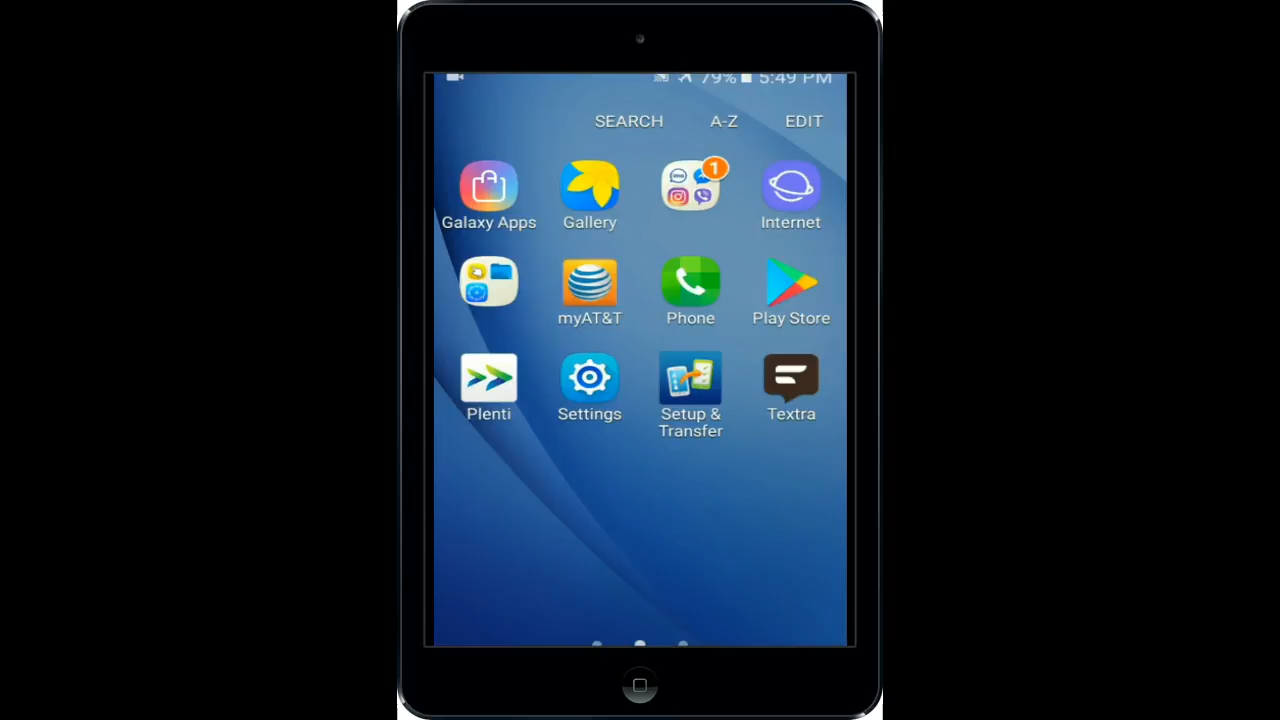 79% 5:49 PM
SEARCH A-Z EDIT
1
Galaxy Apps Gallery Internet
myAT&T Phone Play Store
Plenti Settings Setup & Transfer Textra